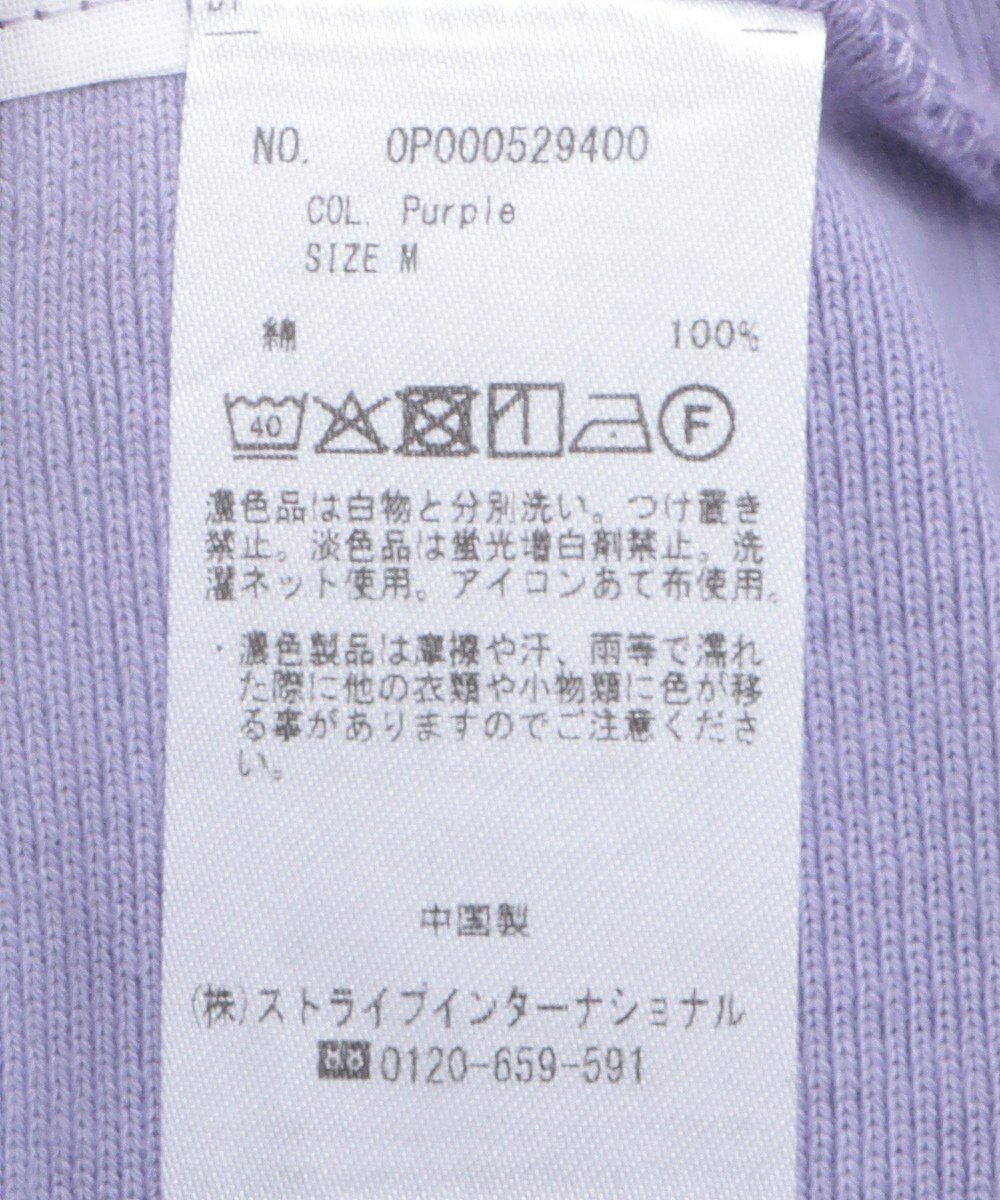 NO. 0P000529400
COL. Purple
SIZE M
綿 100%
40 F
濃色品は白物と分別洗い。つけ置き
禁止。淡色品は蛍光増白剤禁止。洗
濯ネット使用。アイロンあて布使用。
・濃色製品は摩擦や汗、雨等で濡れ
た際に他の衣類や小物類に色が移
る事がありますのでご注意くださ
い。
中国製
(株)ストライプインターナショナル
0120-659-591